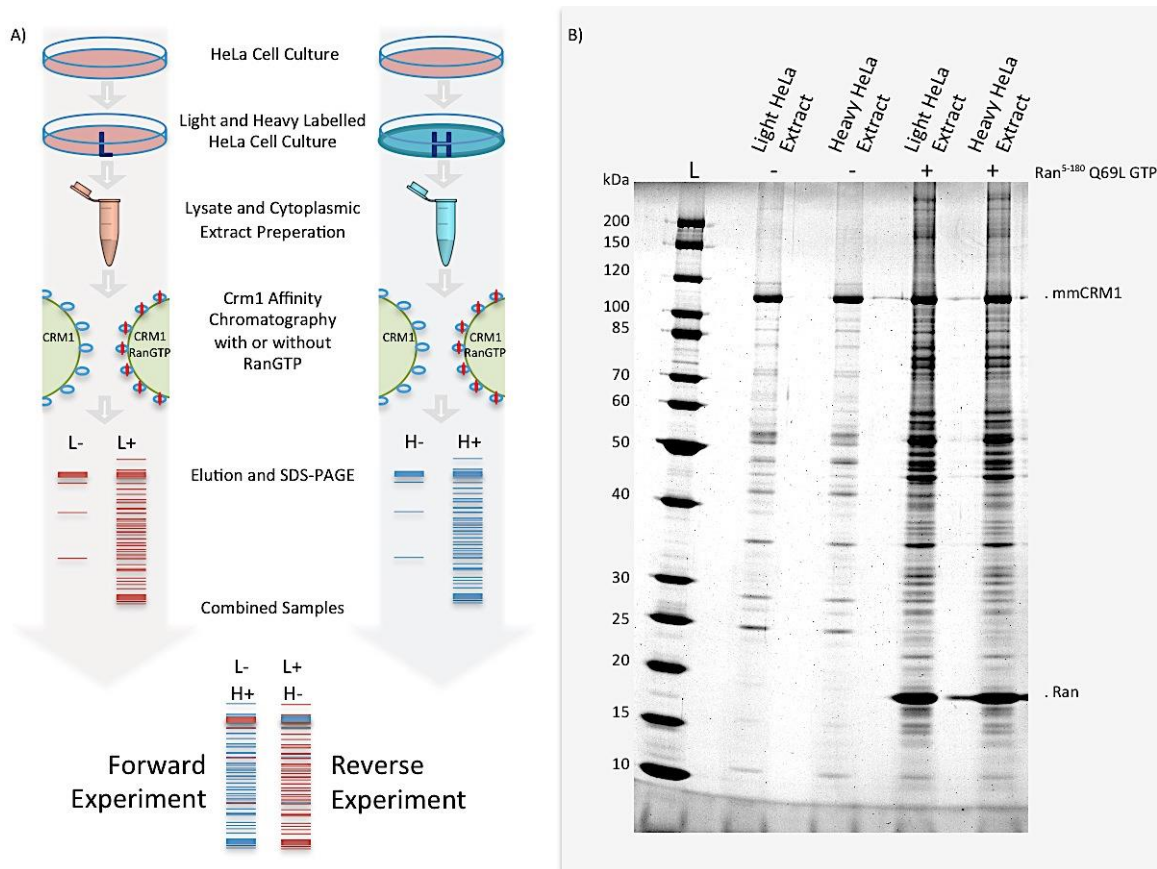 A)
HeLa Cell Culture
Light and Heavy Labelled
HeLa Cell Culture
L
H
Lysate and Cytoplasmic
Extract Preperation
Crm1 Affinity
Chromatography
with or without
RanGTP
CRM1
CRM1
RanGTP
CRM1
CRM1
RanGTP
L- L+
H- H+
Elution and SDS-PAGE
Combined Samples
L- L+
H+ H-
Forward
Experiment
Reverse
Experiment
B)
Light HeLa
Extract
Heavy HeLa
Extract
Light HeLa
Extract
Heavy HeLa
Extract
kDa L - - + + Ran⁵⁻¹⁸⁰ Q69L GTP
200
150
120
100
85
70
60
50
40
30
25
20
15
10
. mmCRM1
. Ran